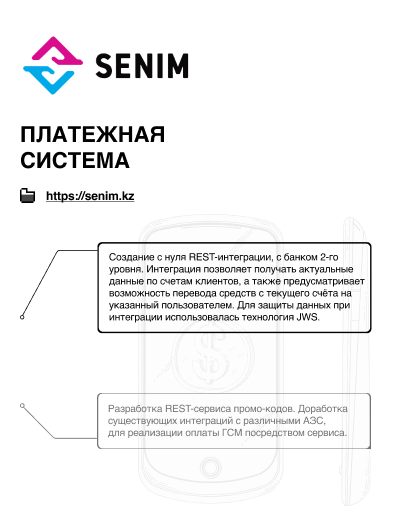 SENIM
ПЛАТЕЖНАЯ
СИСТЕМА
https://senim.kz
Создание с нуля REST-интеграции, с банком 2-го
уровня. Интеграция позволяет получать актуальные
данные по счетам клиентов, а также предусматривает
возможность перевода средств с текущего счёта на
указанный пользователем. Для защиты данных при
интеграции использовалась технология JWS.
Разработка REST-сервиса промо-кодов. Доработка
существующих интеграций с различными АЗС,
для реализации оплаты ГСМ посредством сервиса.